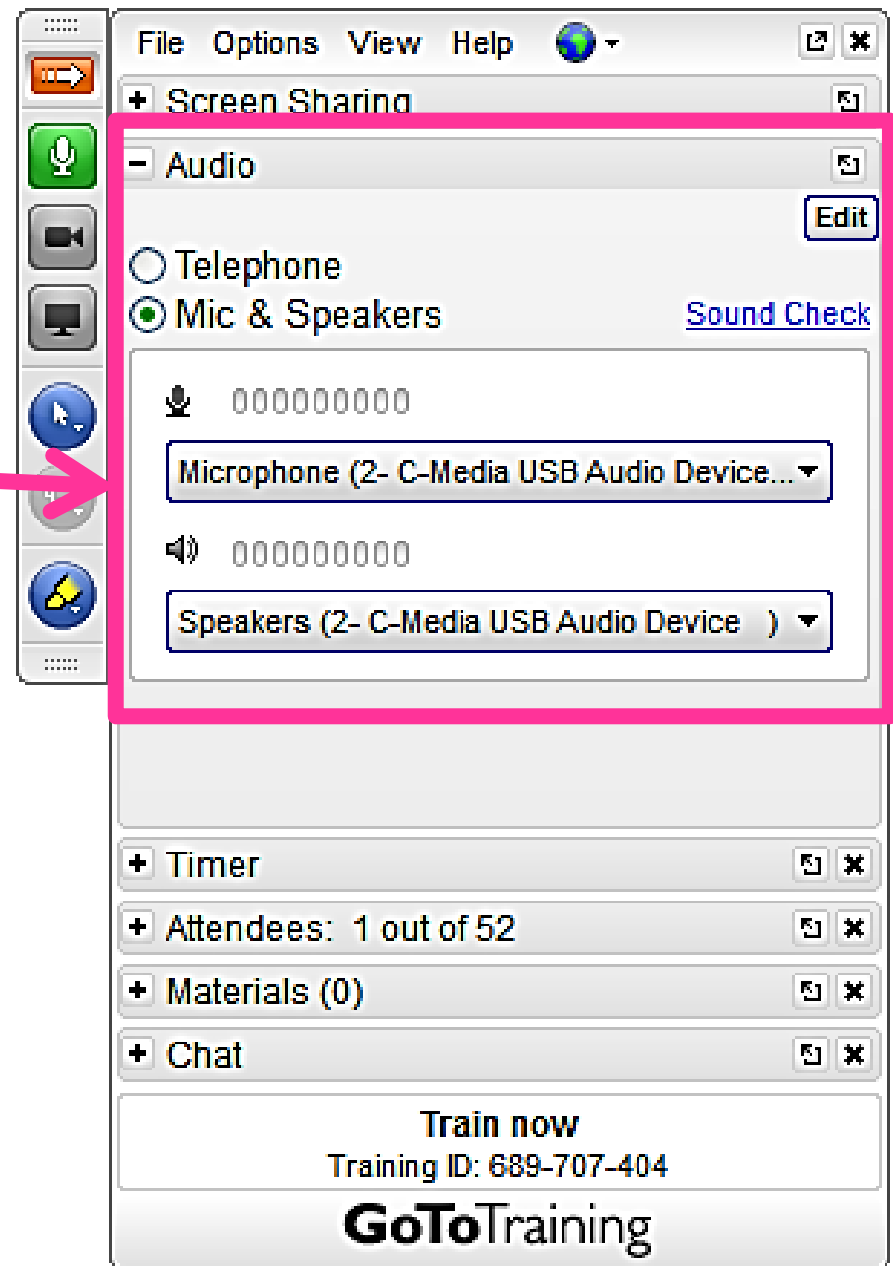 File Options View Help
Screen Sharing
Audio
Edit
Telephone
Mic & Speakers Sound Check
Microphone (2- C-Media USB Audio Device...
Speakers (2- C-Media USB Audio Device )
Timer
Attendees: 1 out of 52
Materials (0)
Chat
Train now
Training ID: 689-707-404
GoToTraining